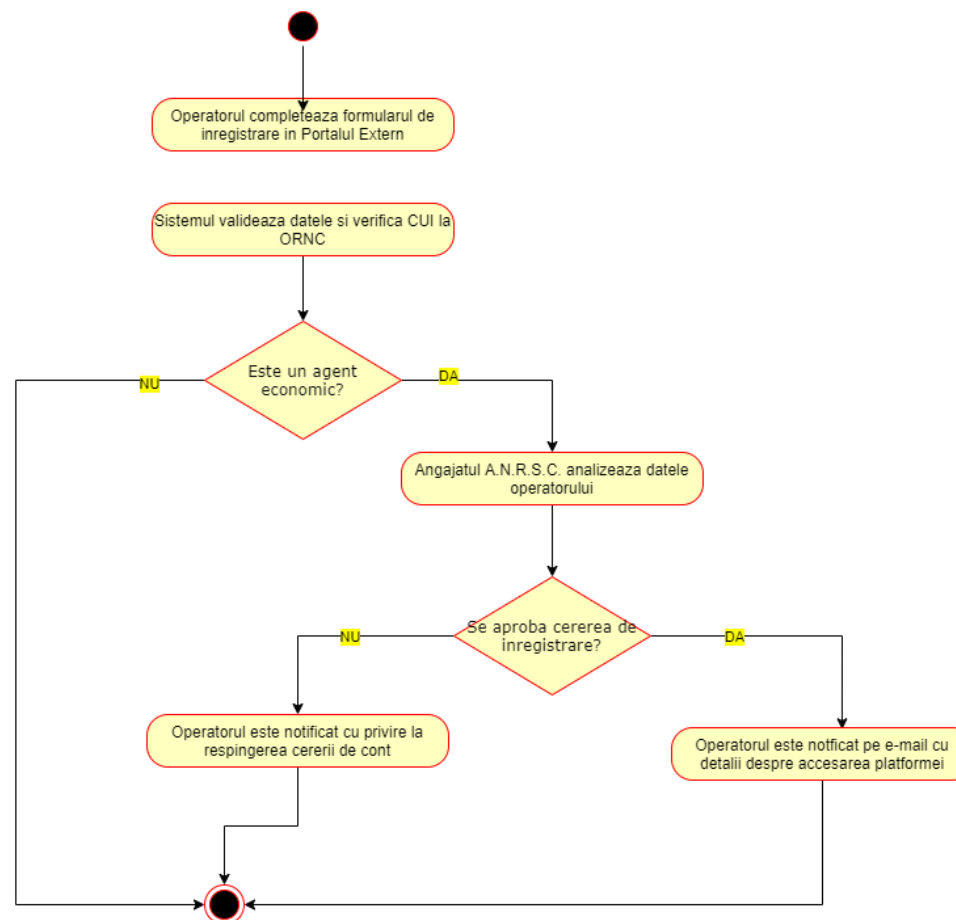 Operatorul completeaza formularul de
inregistrare in Portalul Extern
Sistemul valideaza datele si verifica CUI la
ORNC
Este un agent
economic?
NU
DA
Angajatul A.N.R.S.C. analizeaza datele
operatorului
Se aproba cererea de
inregistrare?
NU
DA
Operatorul este notificat cu privire la
respingerea cererii de cont
Operatorul este notficat pe e-mail cu
detalii despre accesarea platformei